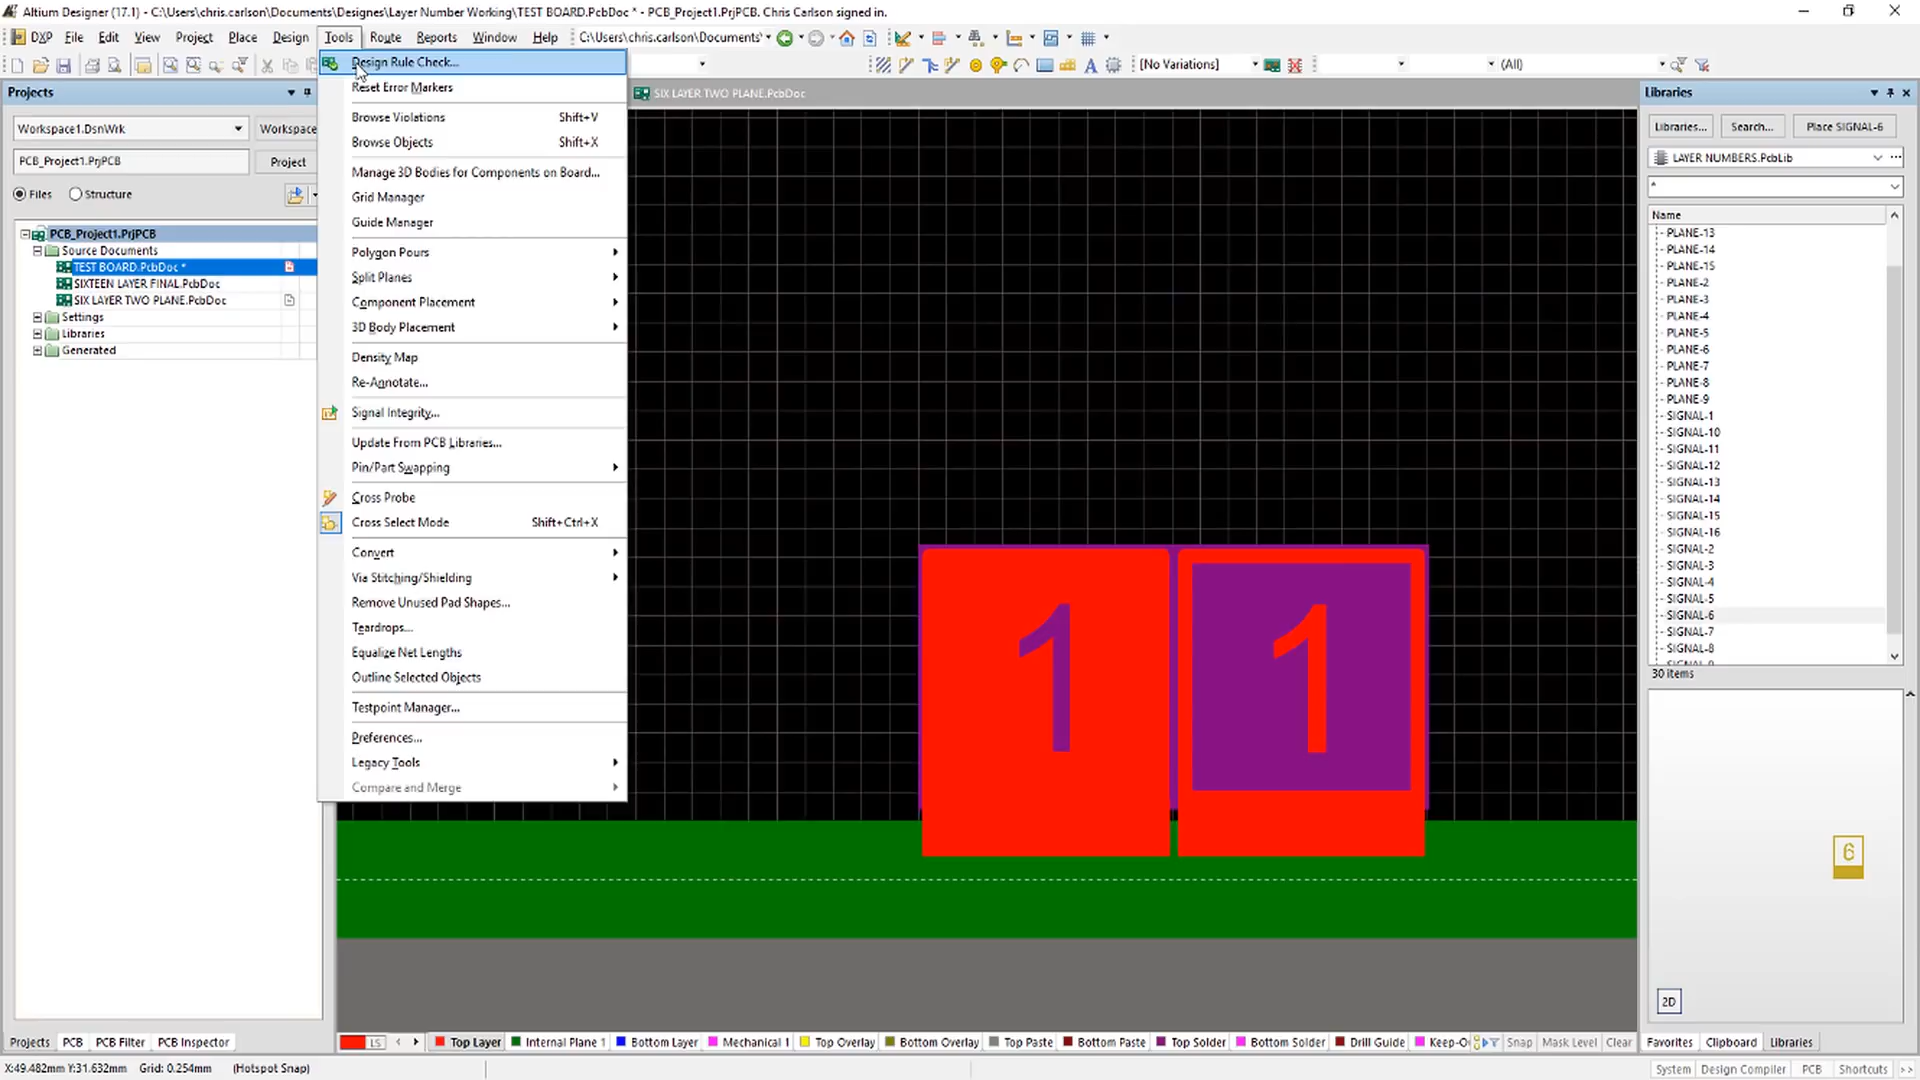 Altium Designer (17.1) - C:\Users\chris.carlson\Documents\Designes\Layer Number Working\TEST BOARD.PcbDoc * - PCB_Project1.PrjPCB. Chris Carlson signed in.
DXP File Edit View Project Place Design Tools Route Reports Window Help C:\Users\chris.carlson\Documents'
[No Variations] (All)
Projects
Workspace1.DsnWrk Workspace
PCB_Project1.PrjPCB Project
Files Structure
PCB_Project1.PrjPCB
Source Documents
TEST BOARD.PcbDoc *
SIXTEEN LAYER FINAL.PcbDoc
SIX LAYER TWO PLANE.PcbDoc
Settings
Libraries
Generated
Design Rule Check...
Reset Error Markers
Browse Violations Shift+V
Browse Objects Shift+X
Manage 3D Bodies for Components on Board...
Grid Manager
Guide Manager
Polygon Pours
Split Planes
Component Placement
3D Body Placement
Density Map
Re-Annotate...
Signal Integrity...
Update From PCB Libraries...
Pin/Part Swapping
Cross Probe
Cross Select Mode Shift+Ctrl+X
Convert
Via Stitching/Shielding
Remove Unused Pad Shapes...
Teardrops...
Equalize Net Lengths
Outline Selected Objects
Testpoint Manager...
Preferences...
Legacy Tools
Compare and Merge
SIX LAYER TWO PLANE.PcbDoc
1 1
Libraries
Libraries... Search... Place SIGNAL-6
LAYER NUMBERS.PcbLib
*
Name
PLANE-13
PLANE-14
PLANE-15
PLANE-2
PLANE-3
PLANE-4
PLANE-5
PLANE-6
PLANE-7
PLANE-8
PLANE-9
SIGNAL-1
SIGNAL-10
SIGNAL-11
SIGNAL-12
SIGNAL-13
SIGNAL-14
SIGNAL-15
SIGNAL-16
SIGNAL-2
SIGNAL-3
SIGNAL-4
SIGNAL-5
SIGNAL-6
SIGNAL-7
SIGNAL-8
30 items
6
2D
Projects PCB PCB Filter PCB Inspector
LS Top Layer Internal Plane 1 Bottom Layer Mechanical 1 Top Overlay Bottom Overlay Top Paste Bottom Paste Top Solder Bottom Solder Drill Guide Keep-O Snap Mask Level Clear
Favorites Clipboard Libraries
X:49.482mm Y:31.632mm Grid: 0.254mm (Hotspot Snap)
System Design Compiler PCB Shortcuts >>